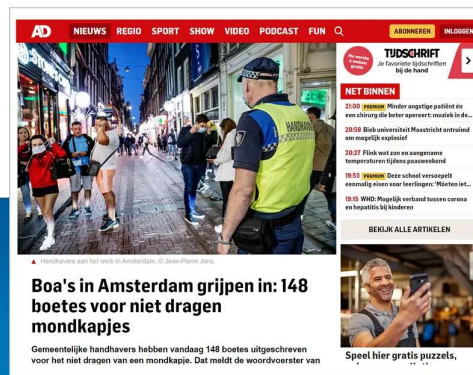 AD NIEUWS REGIO SPORT SHOW VIDEO PODCAST FUN ABONNEREN INLOGGEN
HANDHAVING
Handhavers aan het werk in Amsterdam. © Jean-Pierre Jans
Boa's in Amsterdam grijpen in: 148
boetes voor niet dragen
mondkapjes
Gemeentelijke handhavers hebben vandaag 148 boetes uitgeschreven
voor het niet dragen van een mondkapje. Dat meldt de woordvoerster van
TIJDSCHRIFT
Je favoriete tijdschriften
bij de hand
NET BINNEN
21:00 PREMIUM Minder angstige patiënt én
een chirurg die beter opereert: muziek in de...
20:58 Bieb universiteit Maastricht ontruimd
om mogelijk explosief
20:27 Flink wat zon en aangename
temperaturen tijdens paasweekend
19:53 PREMIUM Deze school versoepelt
eenmalig eisen voor leerlingen: ‘Móeten iet...
19:15 WHO: Mogelijk verband tussen corona
en hepatitis bij kinderen
BEKIJK ALLE ARTIKELEN
Speel hier gratis puzzels,